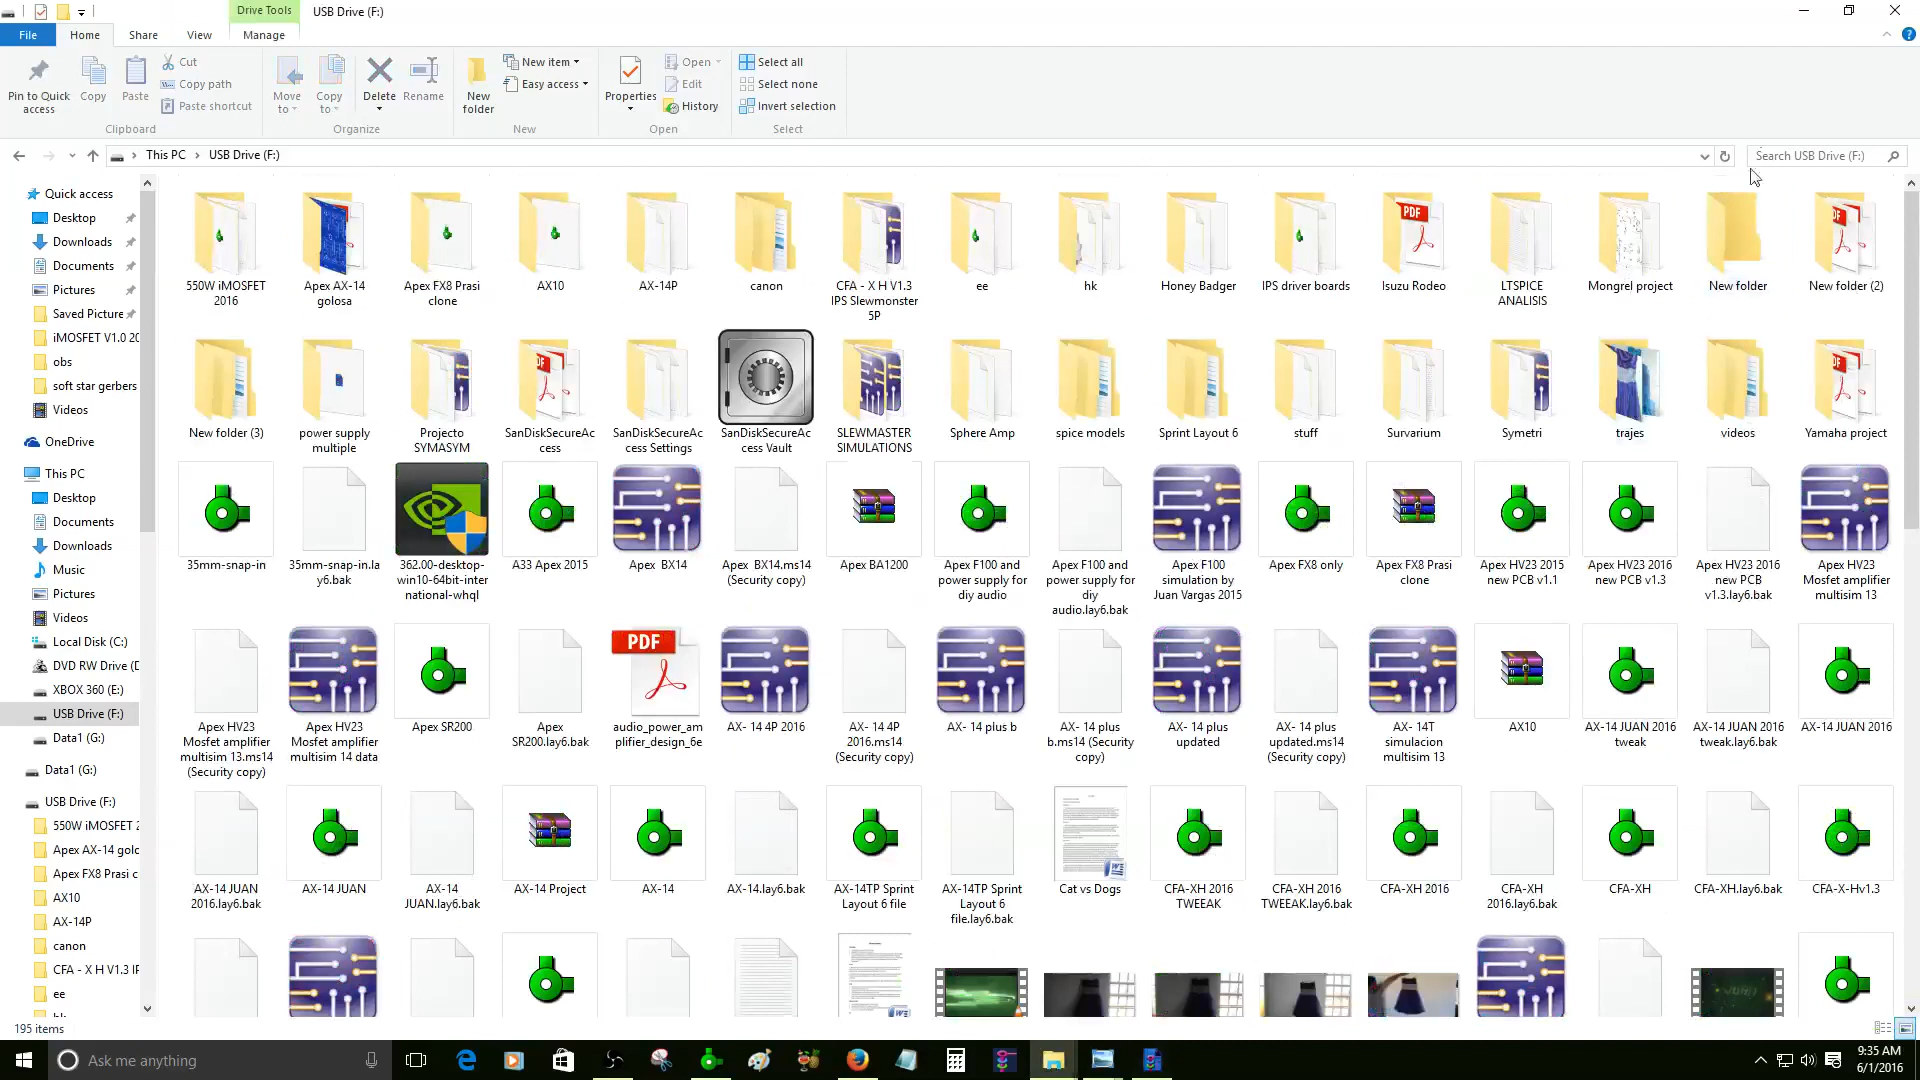 Drive Tools
USB Drive (F:)
File
Home
Share
View
Manage
Pin to Quick
access
Copy
Paste
Cut
Copy path
Paste shortcut
Clipboard
Move
to
Copy
to
Delete
Rename
Organize
New
folder
New item
Easy access
New
Properties
Open
Edit
History
Open
Select all
Select none
Invert selection
Select
This PC
USB Drive (F:)
Search USB Drive (F:)
Quick access
Desktop
Downloads
Documents
Pictures
Saved Picture
iMOSFET V1.0 20
obs
soft star gerbers
Videos
OneDrive
This PC
Desktop
Documents
Downloads
Music
Pictures
Videos
Local Disk (C:)
DVD RW Drive (D
XBOX 360 (E:)
USB Drive (F:)
Data1 (G:)
Data1 (G:)
USB Drive (F:)
550W iMOSFET 2
Apex AX-14 golc
Apex FX8 Prasi c
AX10
AX-14P
canon
CFA - X H V1.3 IP
ee
550W iMOSFET
2016
Apex AX-14
golosa
Apex FX8 Prasi
clone
AX10
AX-14P
canon
CFA - X H V1.3
IPS Slewmonster
5P
ee
hk
Honey Badger
IPS driver boards
Isuzu Rodeo
LTSPICE
ANALISIS
Mongrel project
New folder
New folder (2)
New folder (3)
power supply
multiple
Projecto
SYMASYM
SanDiskSecureAc
cess
SanDiskSecureAc
cess Settings
SanDiskSecureAc
cess Vault
SLEWMASTER
SIMULATIONS
Sphere Amp
spice models
Sprint Layout 6
stuff
Survarium
Symetri
trajes
videos
Yamaha project
35mm-snap-in
35mm-snap-in.la
y6.bak
362.00-desktop-
win10-64bit-inter
national-whql
A33 Apex 2015
Apex BX14
Apex BX14.ms14
(Security copy)
Apex BA1200
Apex F100 and
power supply for
diy audio
Apex F100 and
power supply for
diy
audio.lay6.bak
Apex F100
simulation by
Juan Vargas 2015
Apex FX8 only
Apex FX8 Prasi
clone
Apex HV23 2015
new PCB v1.1
Apex HV23 2016
new PCB v1.3
Apex HV23 2016
new PCB
v1.3.lay6.bak
Apex HV23
Mosfet amplifier
multisim 13
Apex HV23
Mosfet amplifier
multisim 13.ms14
(Security copy)
Apex HV23
Mosfet amplifier
multisim 14 data
Apex SR200
Apex
SR200.lay6.bak
PDF
audio_power_am
plifier_design_6e
AX- 14 4P 2016
AX- 14 4P
2016.ms14
(Security copy)
AX- 14 plus b
AX- 14 plus
b.ms14 (Security
copy)
AX- 14 plus
updated
AX- 14 plus
updated.ms14
(Security copy)
AX- 14T
simulacion
multisim 13
AX10
AX-14 JUAN 2016
tweak
AX-14 JUAN 2016
tweak.lay6.bak
AX-14 JUAN 2016
AX-14 JUAN
2016.lay6.bak
AX-14 JUAN
AX-14
JUAN.lay6.bak
AX-14 Project
AX-14
AX-14.lay6.bak
AX-14TP Sprint
Layout 6 file
AX-14TP Sprint
Layout 6
file.lay6.bak
Cat vs Dogs
CFA-XH 2016
TWEEAK
CFA-XH 2016
TWEEAK.lay6.bak
CFA-XH 2016
CFA-XH
2016.lay6.bak
CFA-XH
CFA-XH.lay6.bak
CFA-X-Hv1.3
195 items
Ask me anything
9:35 AM
6/1/2016